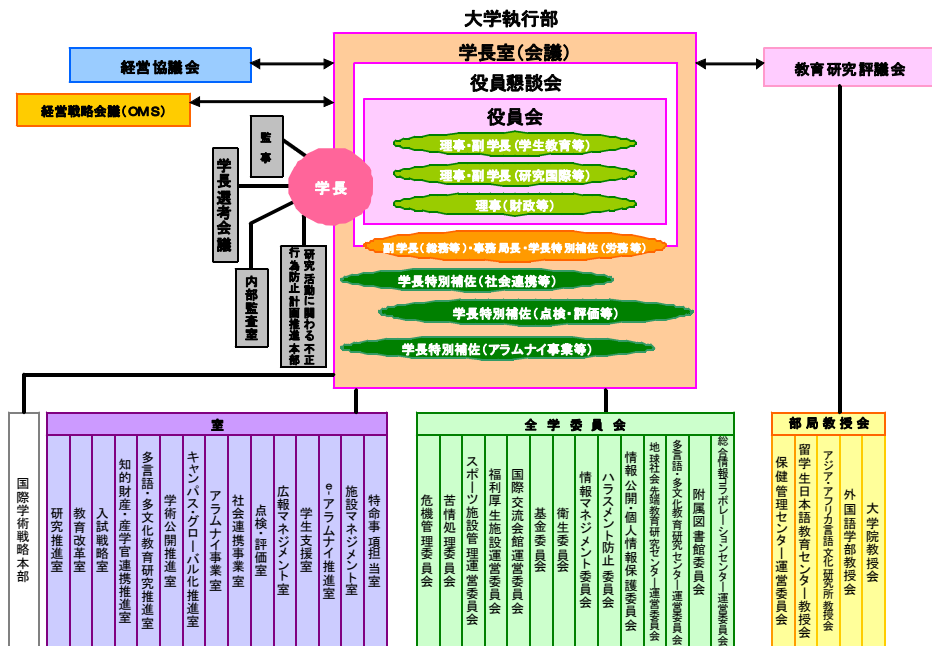 大学執行部
学長室(会議)
経営協議会
教育研究評議会
役員懇談会
経営戦略会議(OMS)
役員会
監事
理事・副学長(学生教育等)
理事・副学長(研究国際等)
理事(財政等)
学長
学長選考会議
副学長(総務等)・事務局長・学長特別補佐(労務等)
内部監査室
研究活動に関わる不正
行為防止計画推進本部
学長特別補佐(社会連携等)
学長特別補佐(点検・評価等)
学長特別補佐(アラムナイ事業等)
国際学術戦略本部
室
研究推進室
教育改革室
入試戦略室
知的財産・産学官連携推進室
多言語・多文化教育研究推進室
学術公開推進室
キャンパス・グローバル化推進室
アラムナイ事業室
社会連携事業室
点検・評価室
広報マネジメント室
学生支援室
e-アラムナイ推進室
施設マネジメント室
特命事項担当室
全学委員会
危機管理委員会
苦情処理委員会
スポーツ施設管理運営委員会
福利厚生施設運営委員会
国際交流会館運営委員会
基金委員会
衛生委員会
情報マネジメント委員会
ハラスメント防止委員会
情報公開・個人情報保護委員会
地球社会先端教育研究センター運営委員会
多言語・多文化教育研究センター運営委員会
附属図書館委員会
総合情報コラボレーションセンター運営委員会
部局教授会
保健管理センター運営委員会
留学生日本語教育センター教授会
アジア・アフリカ言語文化研究所教授会
外国語学部教授会
大学院教授会